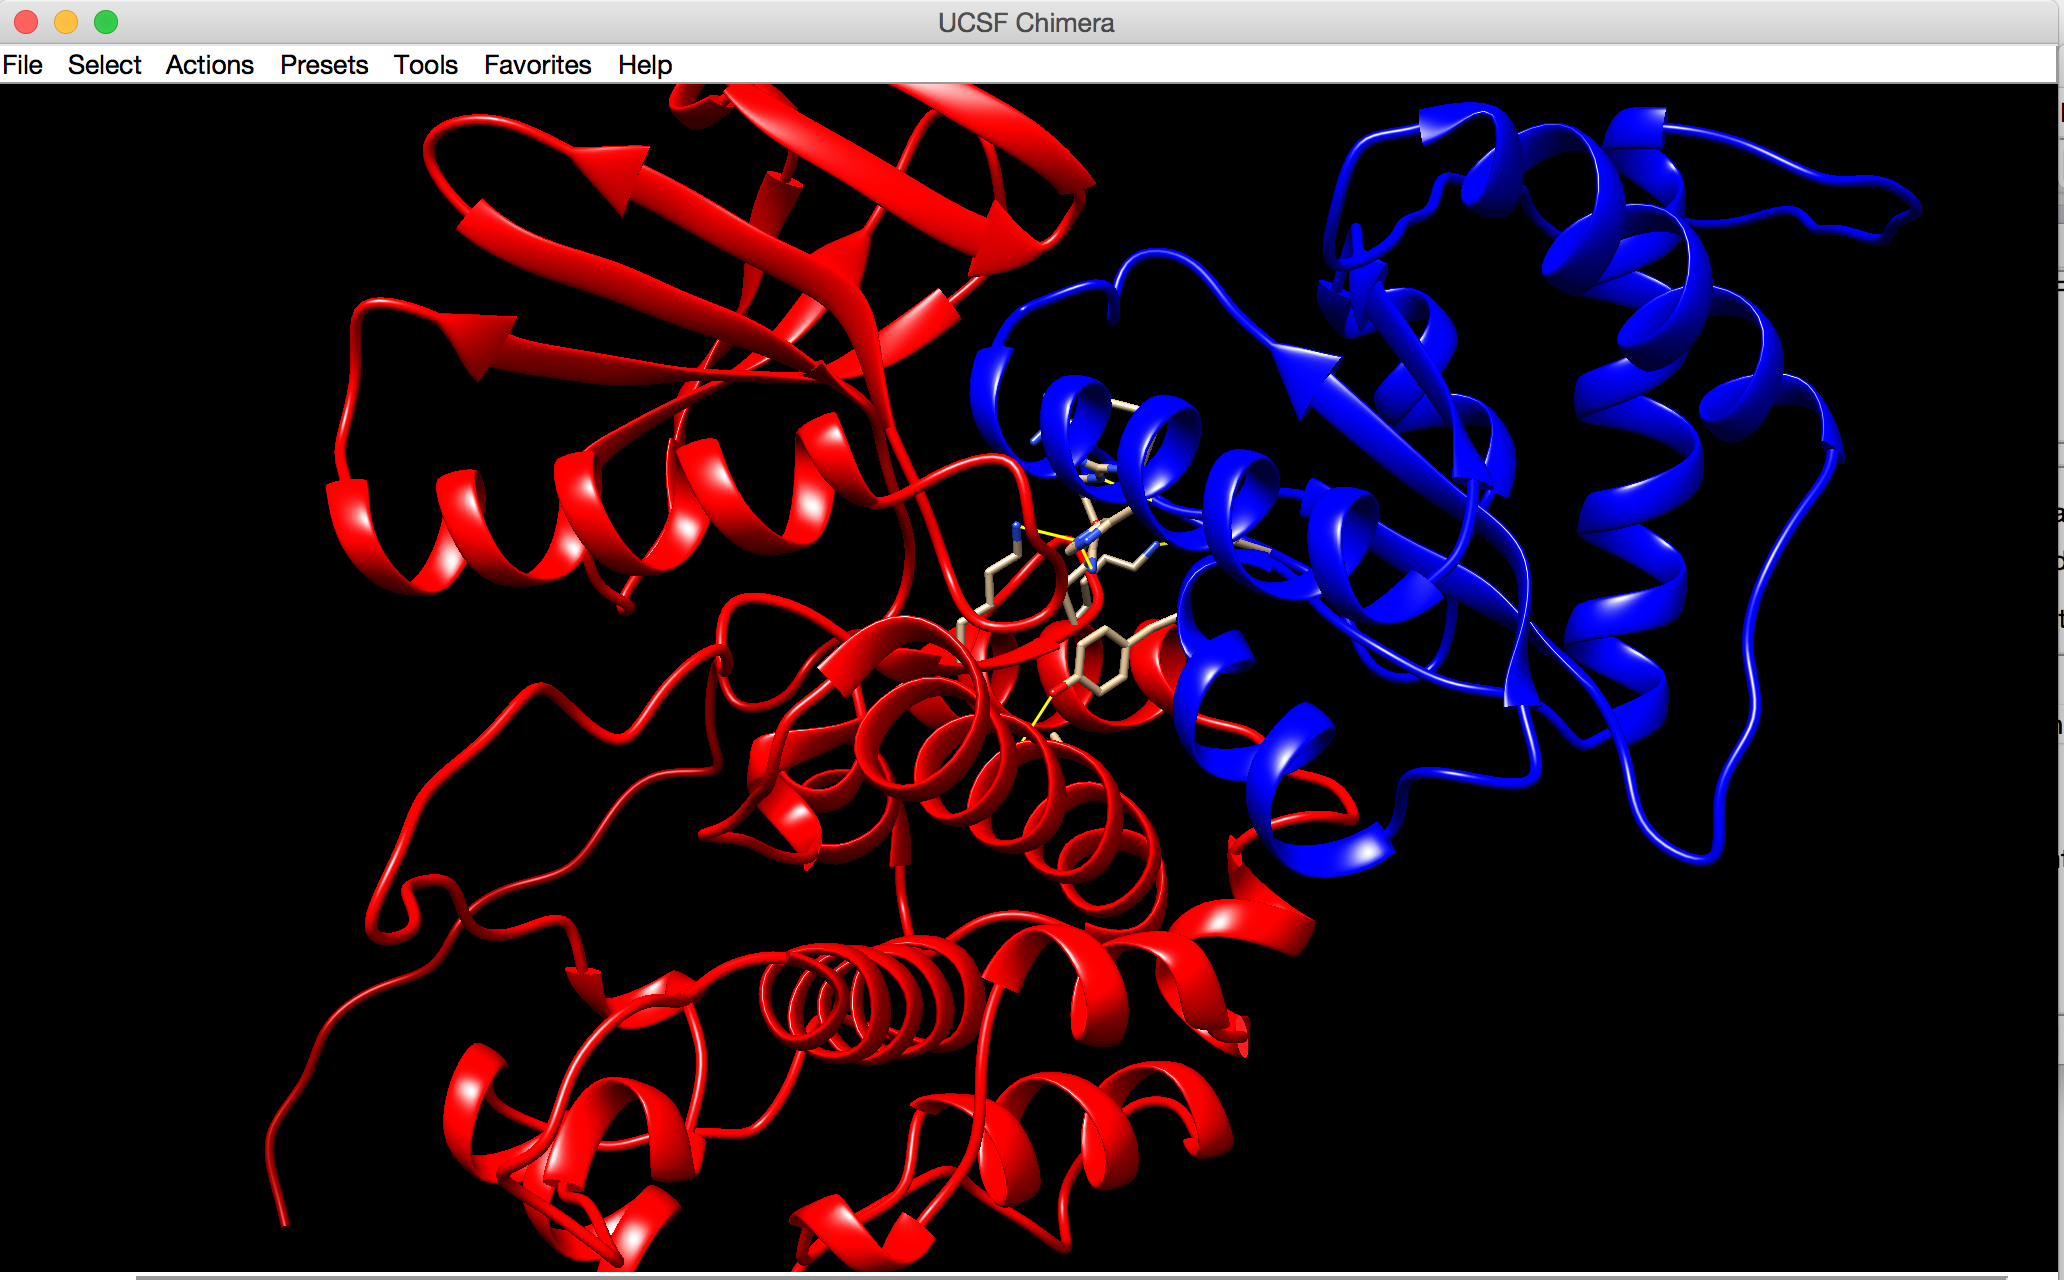 UCSF Chimera
File Select Actions Presets Tools Favorites Help